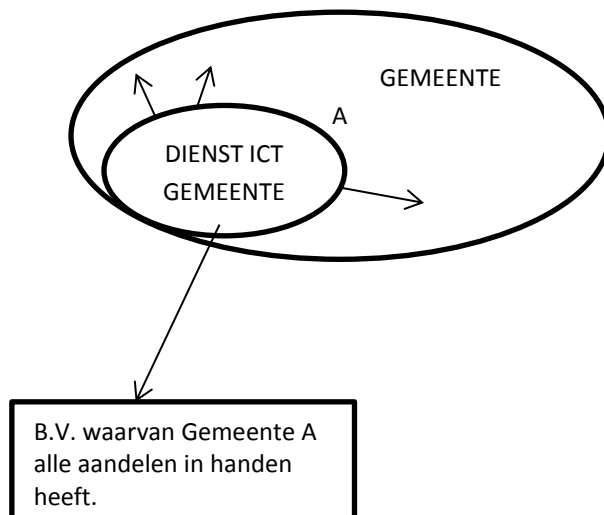 GEMEENTE
A
DIENST ICT
GEMEENTE
B.V. waarvan Gemeente A
alle aandelen in handen
heeft.